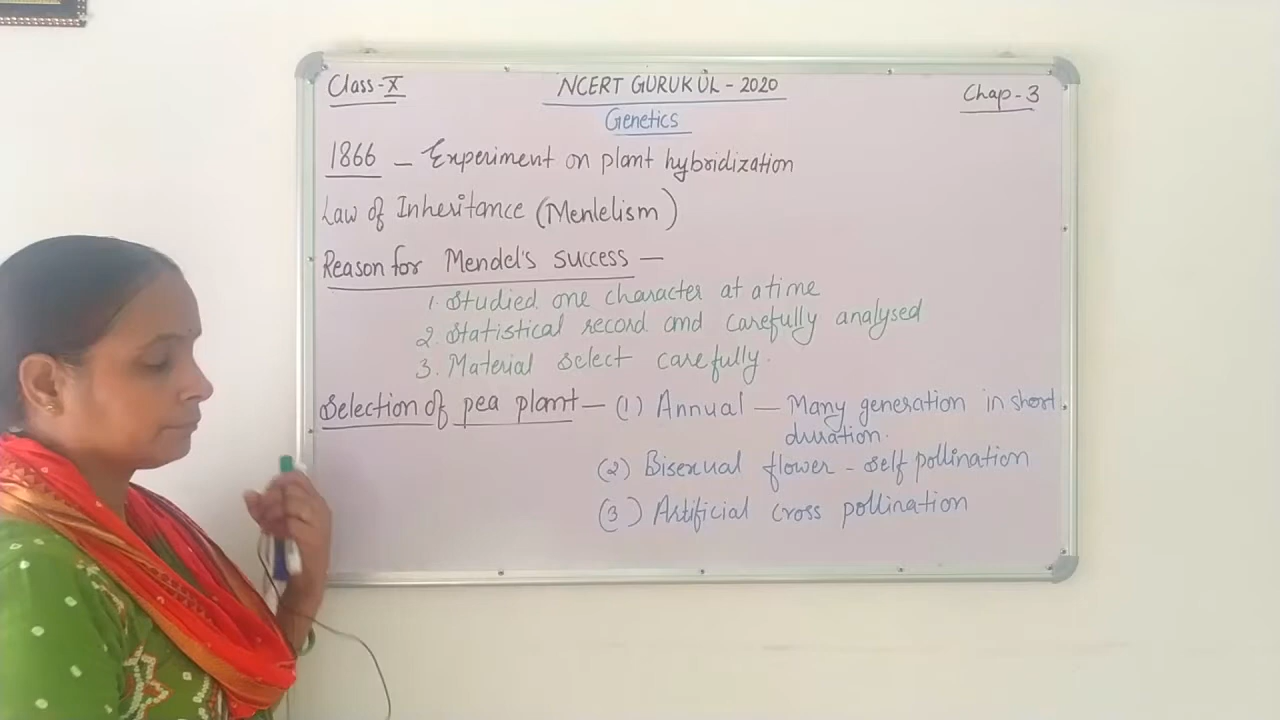 Class-X NCERT GURUKUL - 2020 Chap-3
Genetics
1866 - Experiment on plant hybridization
Law of Inheritance (Menlelism)
Reason for Mendel's success —
1. Studied one character at a time
2. Statistical record and carefully analysed
3. Material select carefully.
Selection of pea plant — (1) Annual — Many generation in short
duration.
(2) Bisexual flower - self pollination
(3) Artificial cross pollination